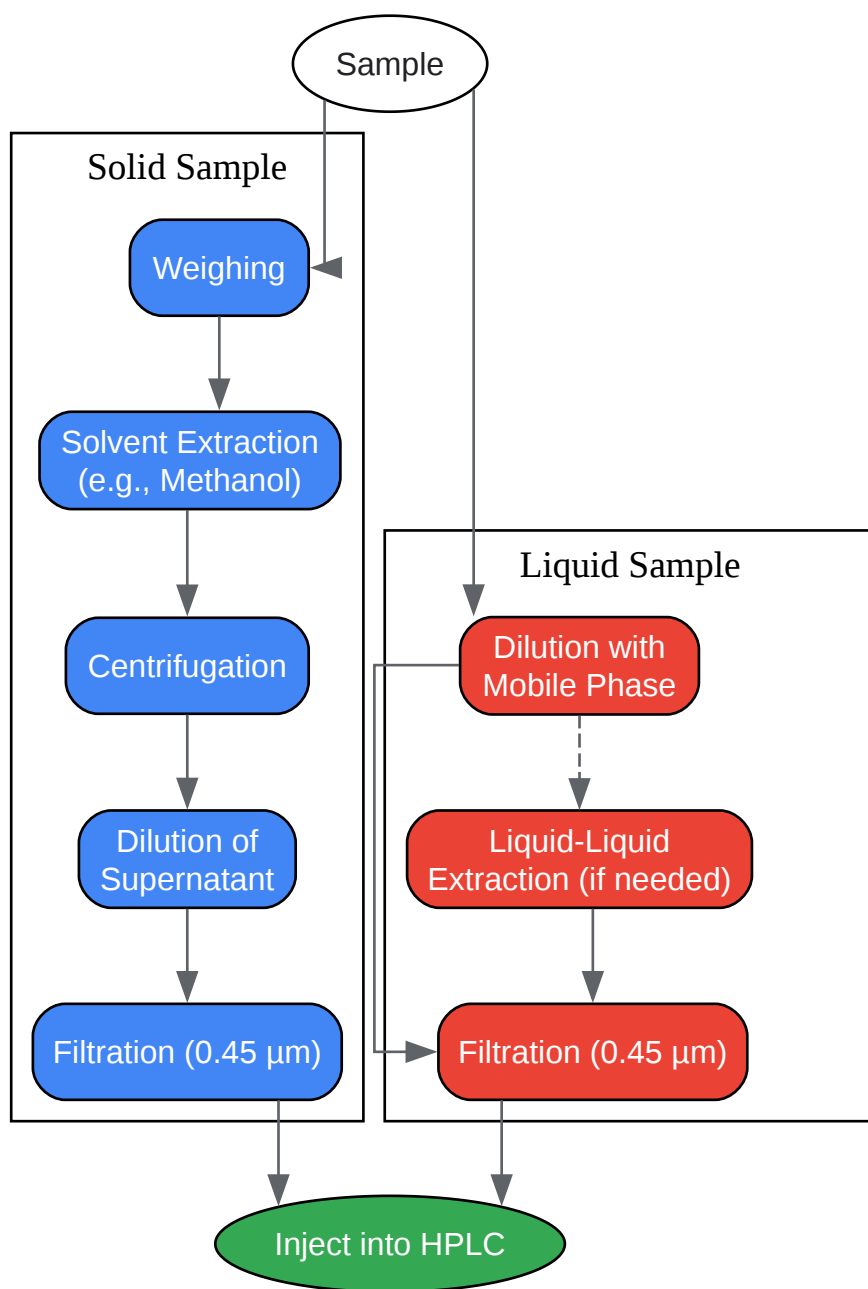 Sample
Solid Sample
Weighing
Solvent Extraction
(e.g., Methanol)
Centrifugation
Dilution of
Supernatant
Filtration (0.45 µm)
Liquid Sample
Dilution with
Mobile Phase
Liquid-Liquid
Extraction (if needed)
Filtration (0.45 µm)
Inject into HPLC